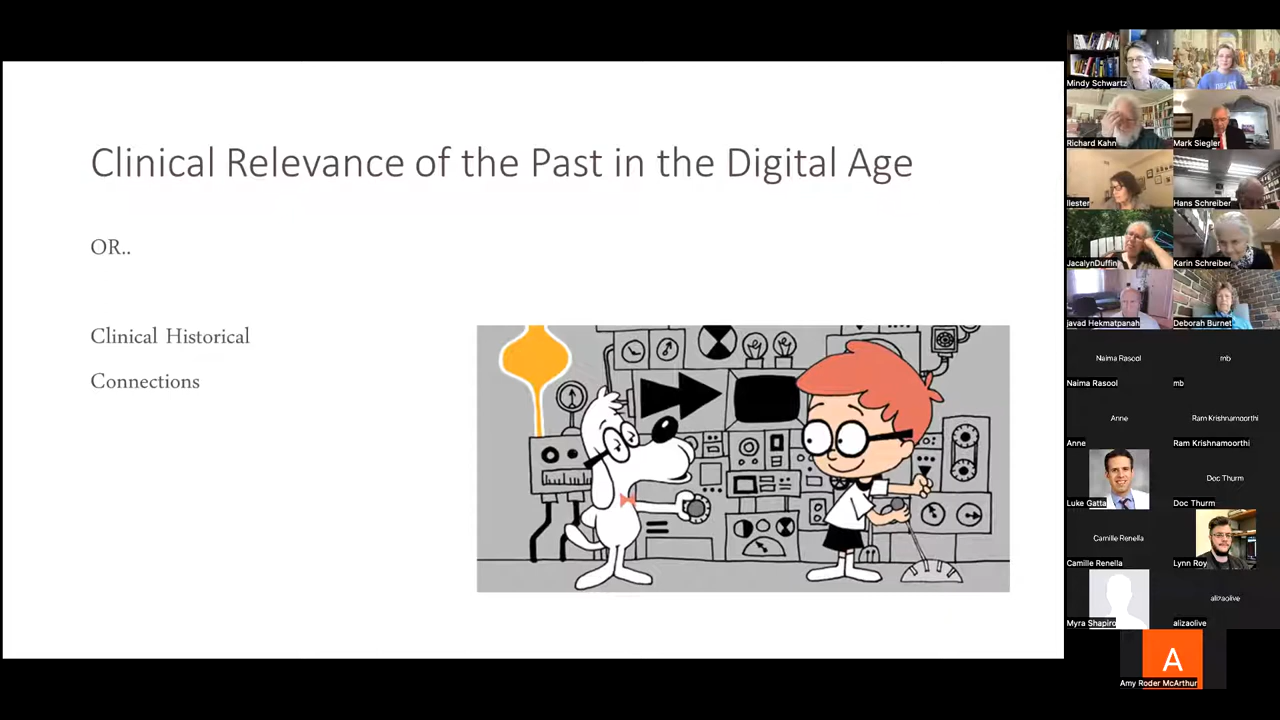 Clinical Relevance of the Past in the Digital Age
OR..
Clinical Historical
Connections
Mindy Schwartz
Richard Kahn
Mark Siegler
llester
Hans Schreiber
JacalynDuffin
Karin Schreiber
javad Hekmatpanah
Deborah Burnet
Naima Rasool
mb
Naima Rasool
mb
Anne
Ram Krishnamoorthi
Anne
Ram Krishnamoorthi
Doc Thurm
Luke Gatta
Doc Thurm
Camille Renella
Camille Renella
Lynn Roy
alizaolive
Myra Shapiro
alizaolive
A
Amy Roder McArthur